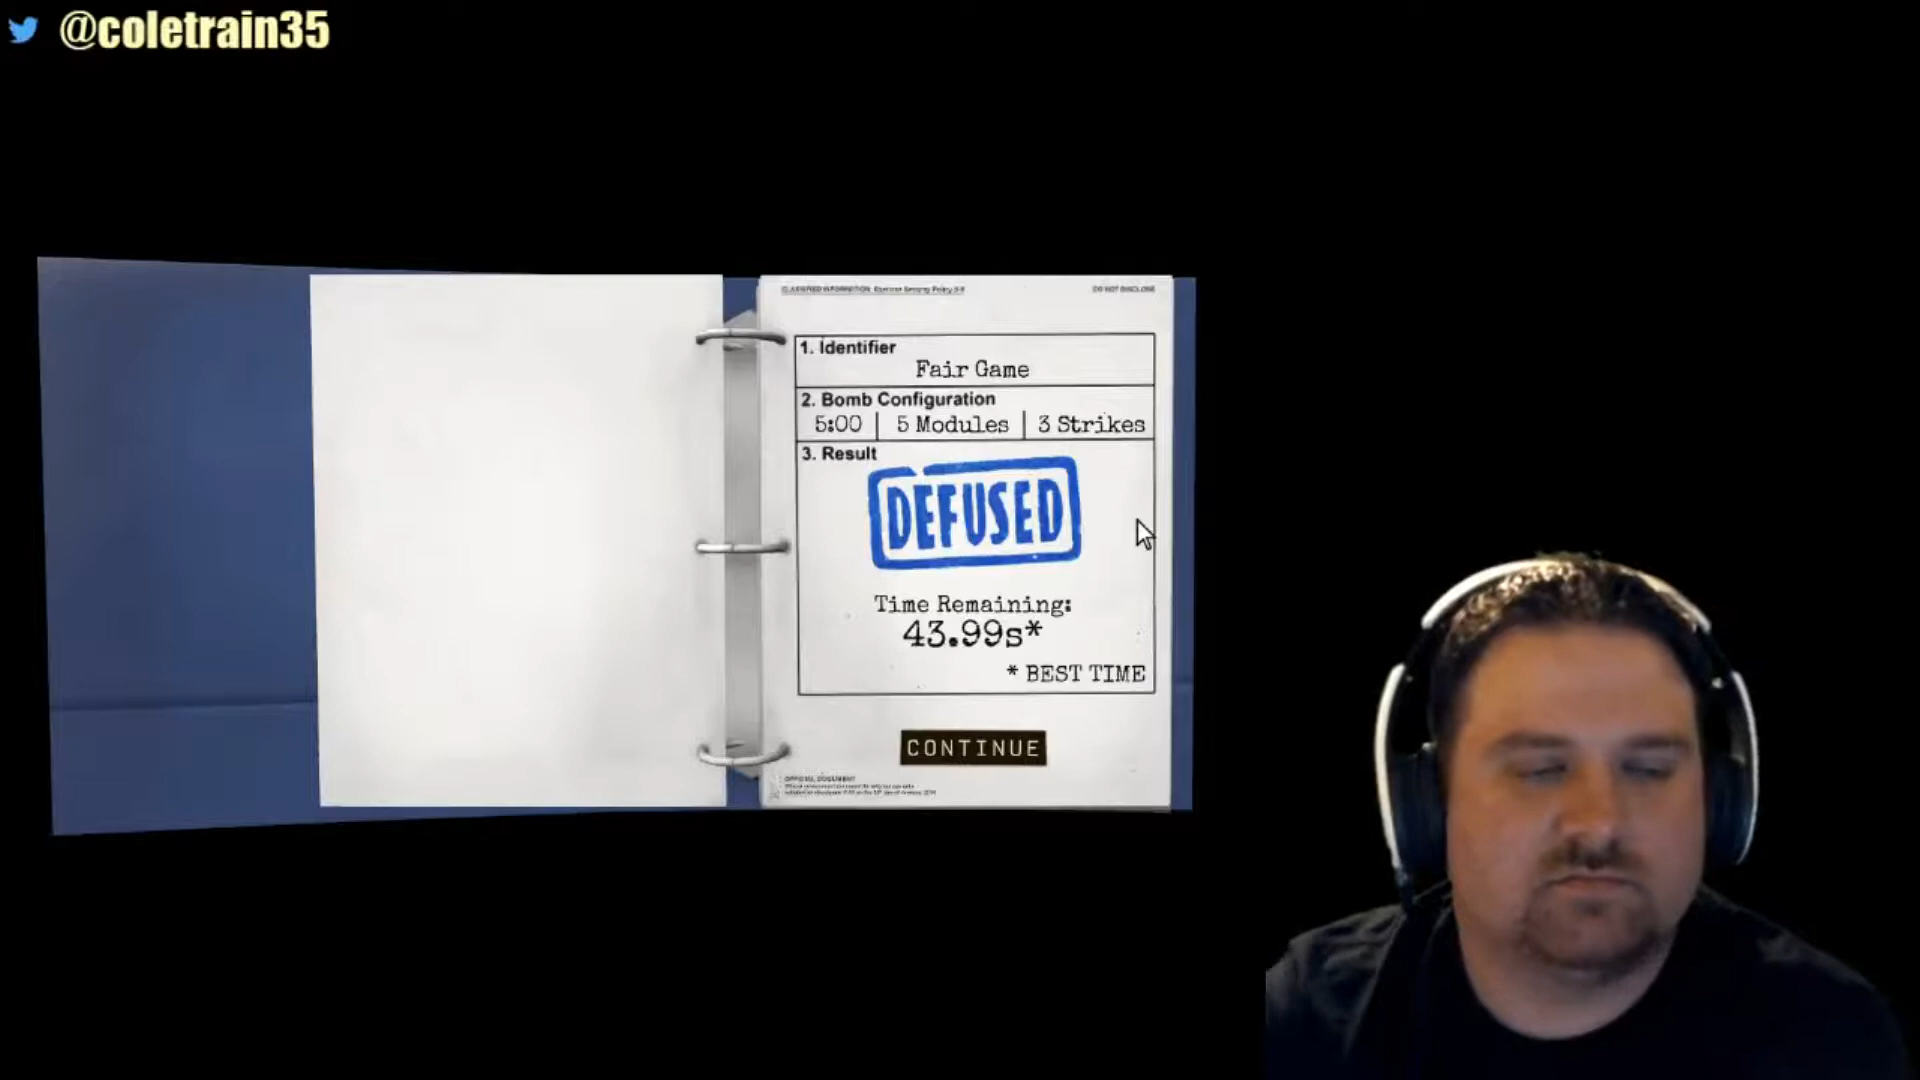 @coletrain35
DO NOT DISCLOSE
1. Identifier
Fair Game
2. Bomb Configuration
5:00 5 Modules 3 Strikes
3. Result
DEFUSED
Time Remaining:
43.99s*
* BEST TIME
CONTINUE
OFFICIAL DOCUMENT